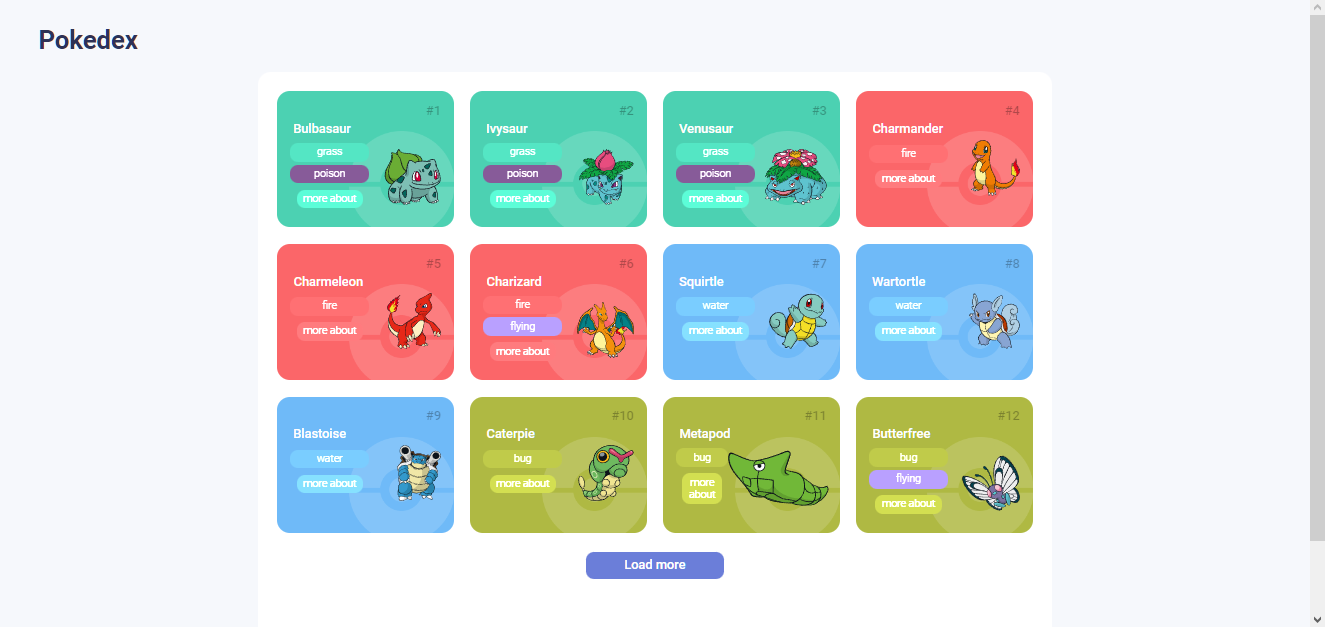 Pokedex
#1
Bulbasaur
grass
poison
more about
#2
Ivysaur
grass
poison
more about
#3
Venusaur
grass
poison
more about
#4
Charmander
fire
more about
#5
Charmeleon
fire
more about
#6
Charizard
fire
flying
more about
#7
Squirtle
water
more about
#8
Wartortle
water
more about
#9
Blastoise
water
more about
#10
Caterpie
bug
more about
#11
Metapod
bug
more
about
#12
Butterfree
bug
flying
more about
Load more